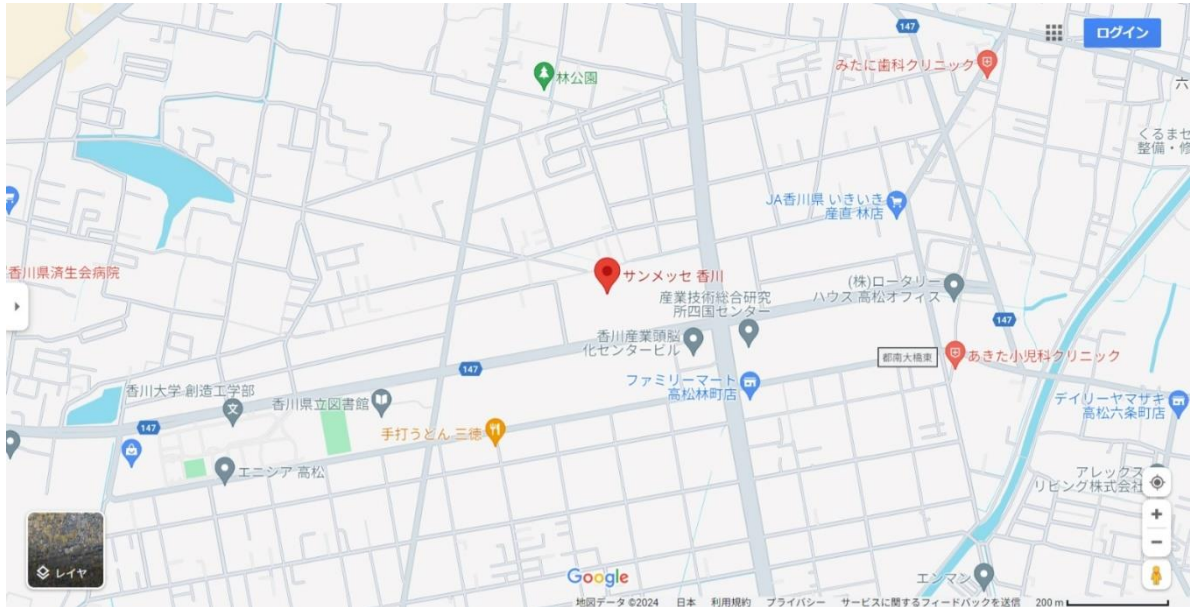 147
ログイン
みたに歯科クリニック
林公園
六
くるまセ
整備・修
JA香川県 いきいき
産直 林店
香川県済生会病院
サンメッセ 香川
(株)ロータリー
ハウス 高松オフィス
産業技術総合研究
所四国センター
147
香川産業頭脳
化センタービル
都南大橋東
あきた小児科クリニック
147
ファミリーマート
高松林町店
香川大学 創造工学部
香川県立図書館
デイリーヤマザキ
高松六条町店
147
手打うどん 三徳
エニシア 高松
アレックス
リビング株式会社
レイヤ
Google
エンマン
地図データ ©2024 日本 利用規約 プライバシー サービスに関するフィードバックを送信 200 m